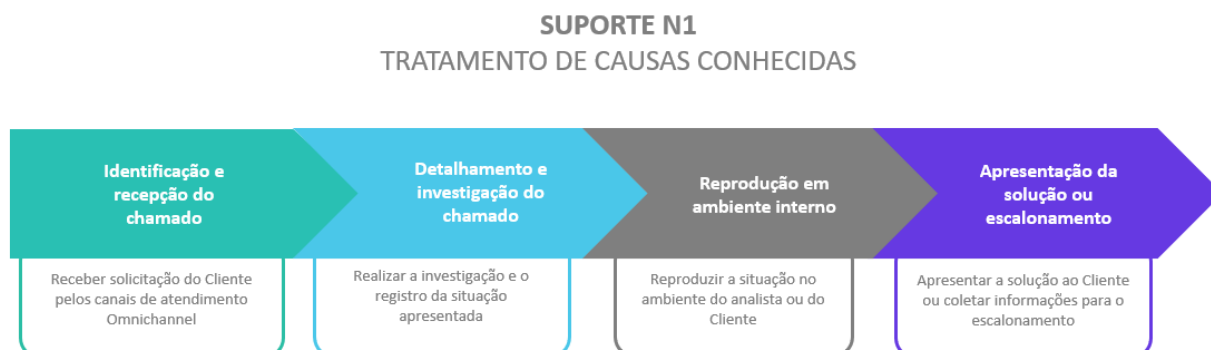 SUPORTE N1
TRATAMENTO DE CAUSAS CONHECIDAS
Identificação e
recepção do
chamado
Receber solicitação do Cliente
pelos canais de atendimento
Omnichannel
Detalhamento e
investigação do
chamado
Realizar a investigação e o
registro da situação
apresentada
Reprodução em
ambiente interno
Reproduzir a situação no
ambiente do analista ou do
Cliente
Apresentação da
solução ou
escalonamento
Apresentar a solução ao Cliente
ou coletar informações para o
escalonamento